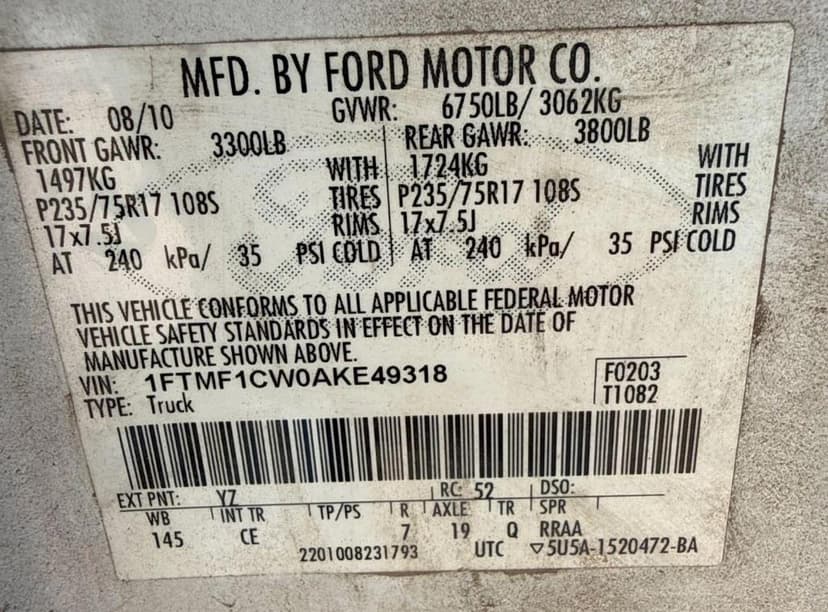 MFD. BY FORD MOTOR CO.
DATE: 08/10 GVWR: 6750LB/ 3062KG
FRONT GAWR: 3300LB REAR GAWR: 3800LB
1497KG WITH 1724KG WITH
P235/75R17 108S TIRES P235/75R17 108S TIRES
17x7.5J RIMS 17x7.5J RIMS
AT 240 kPa/ 35 PSI COLD AT 240 kPa/ 35 PSI COLD
THIS VEHICLE CONFORMS TO ALL APPLICABLE FEDERAL MOTOR
VEHICLE SAFETY STANDARDS IN EFFECT ON THE DATE OF
MANUFACTURE SHOWN ABOVE.
VIN: 1FTMF1CW0AKE49318 F0203
TYPE: Truck T1082
EXT PNT: YZ RC: 52 DSO:
WB INT TR TP/PS R AXLE TR SPR
145 CE 7 19 Q RRAA
2201008231793 UTC ▽5U5A-1520472-BA